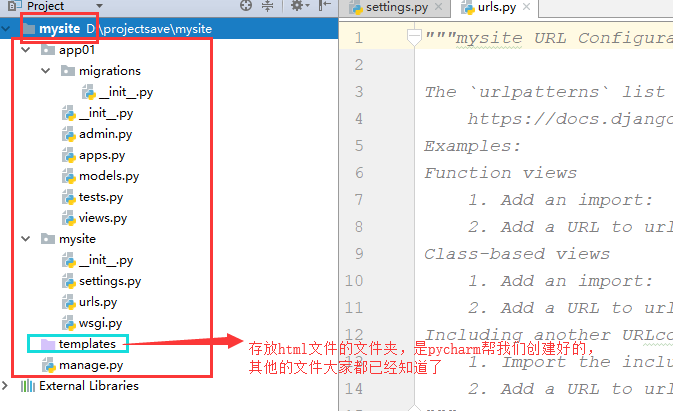 Project
mysite D:\projectsave\mysite
app01
migrations
__init__.py
__init__.py
admin.py
apps.py
models.py
tests.py
views.py
mysite
__init__.py
settings.py
urls.py
wsgi.py
templates
manage.py
External Libraries
存放html文件的文件夹，是pycharm帮我们创建好的，
其他的文件大家都已经知道了
settings.py
urls.py
1 """mysite URL Configura
2
3 The `urlpatterns` list
4 https://docs.django
5 Examples:
6 Function views
7 1. Add an import:
8 2. Add a URL to url
9 Class-based views
10 1. Add an import:
11 2. Add a URL to url
12 Including another URLco
13 1. Import the inclu
14 2. Add a URL to url
"""